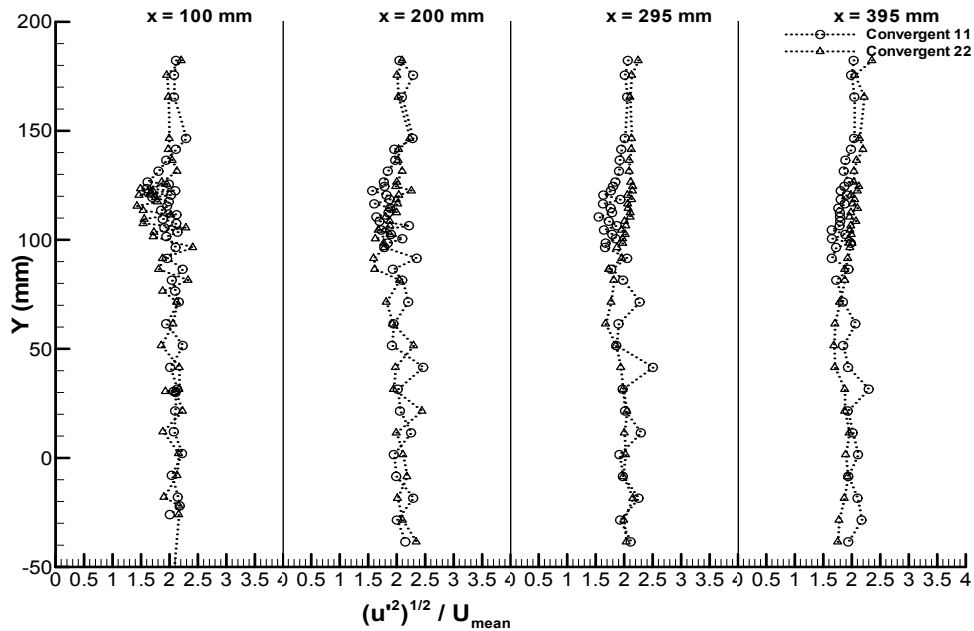 x = 100 mm
x = 200 mm
x = 295 mm
x = 395 mm
Convergent 11
Convergent 22
200
150
100
50
0
-50
Y (mm)
0 0.5 1 1.5 2 2.5 3 3.5
0.5 1 1.5 2 2.5 3 3.5
0.5 1 1.5 2 2.5 3 3.5
0.5 1 1.5 2 2.5 3 3.5 4
(u'²)¹/² / Uₘₑₐₙ